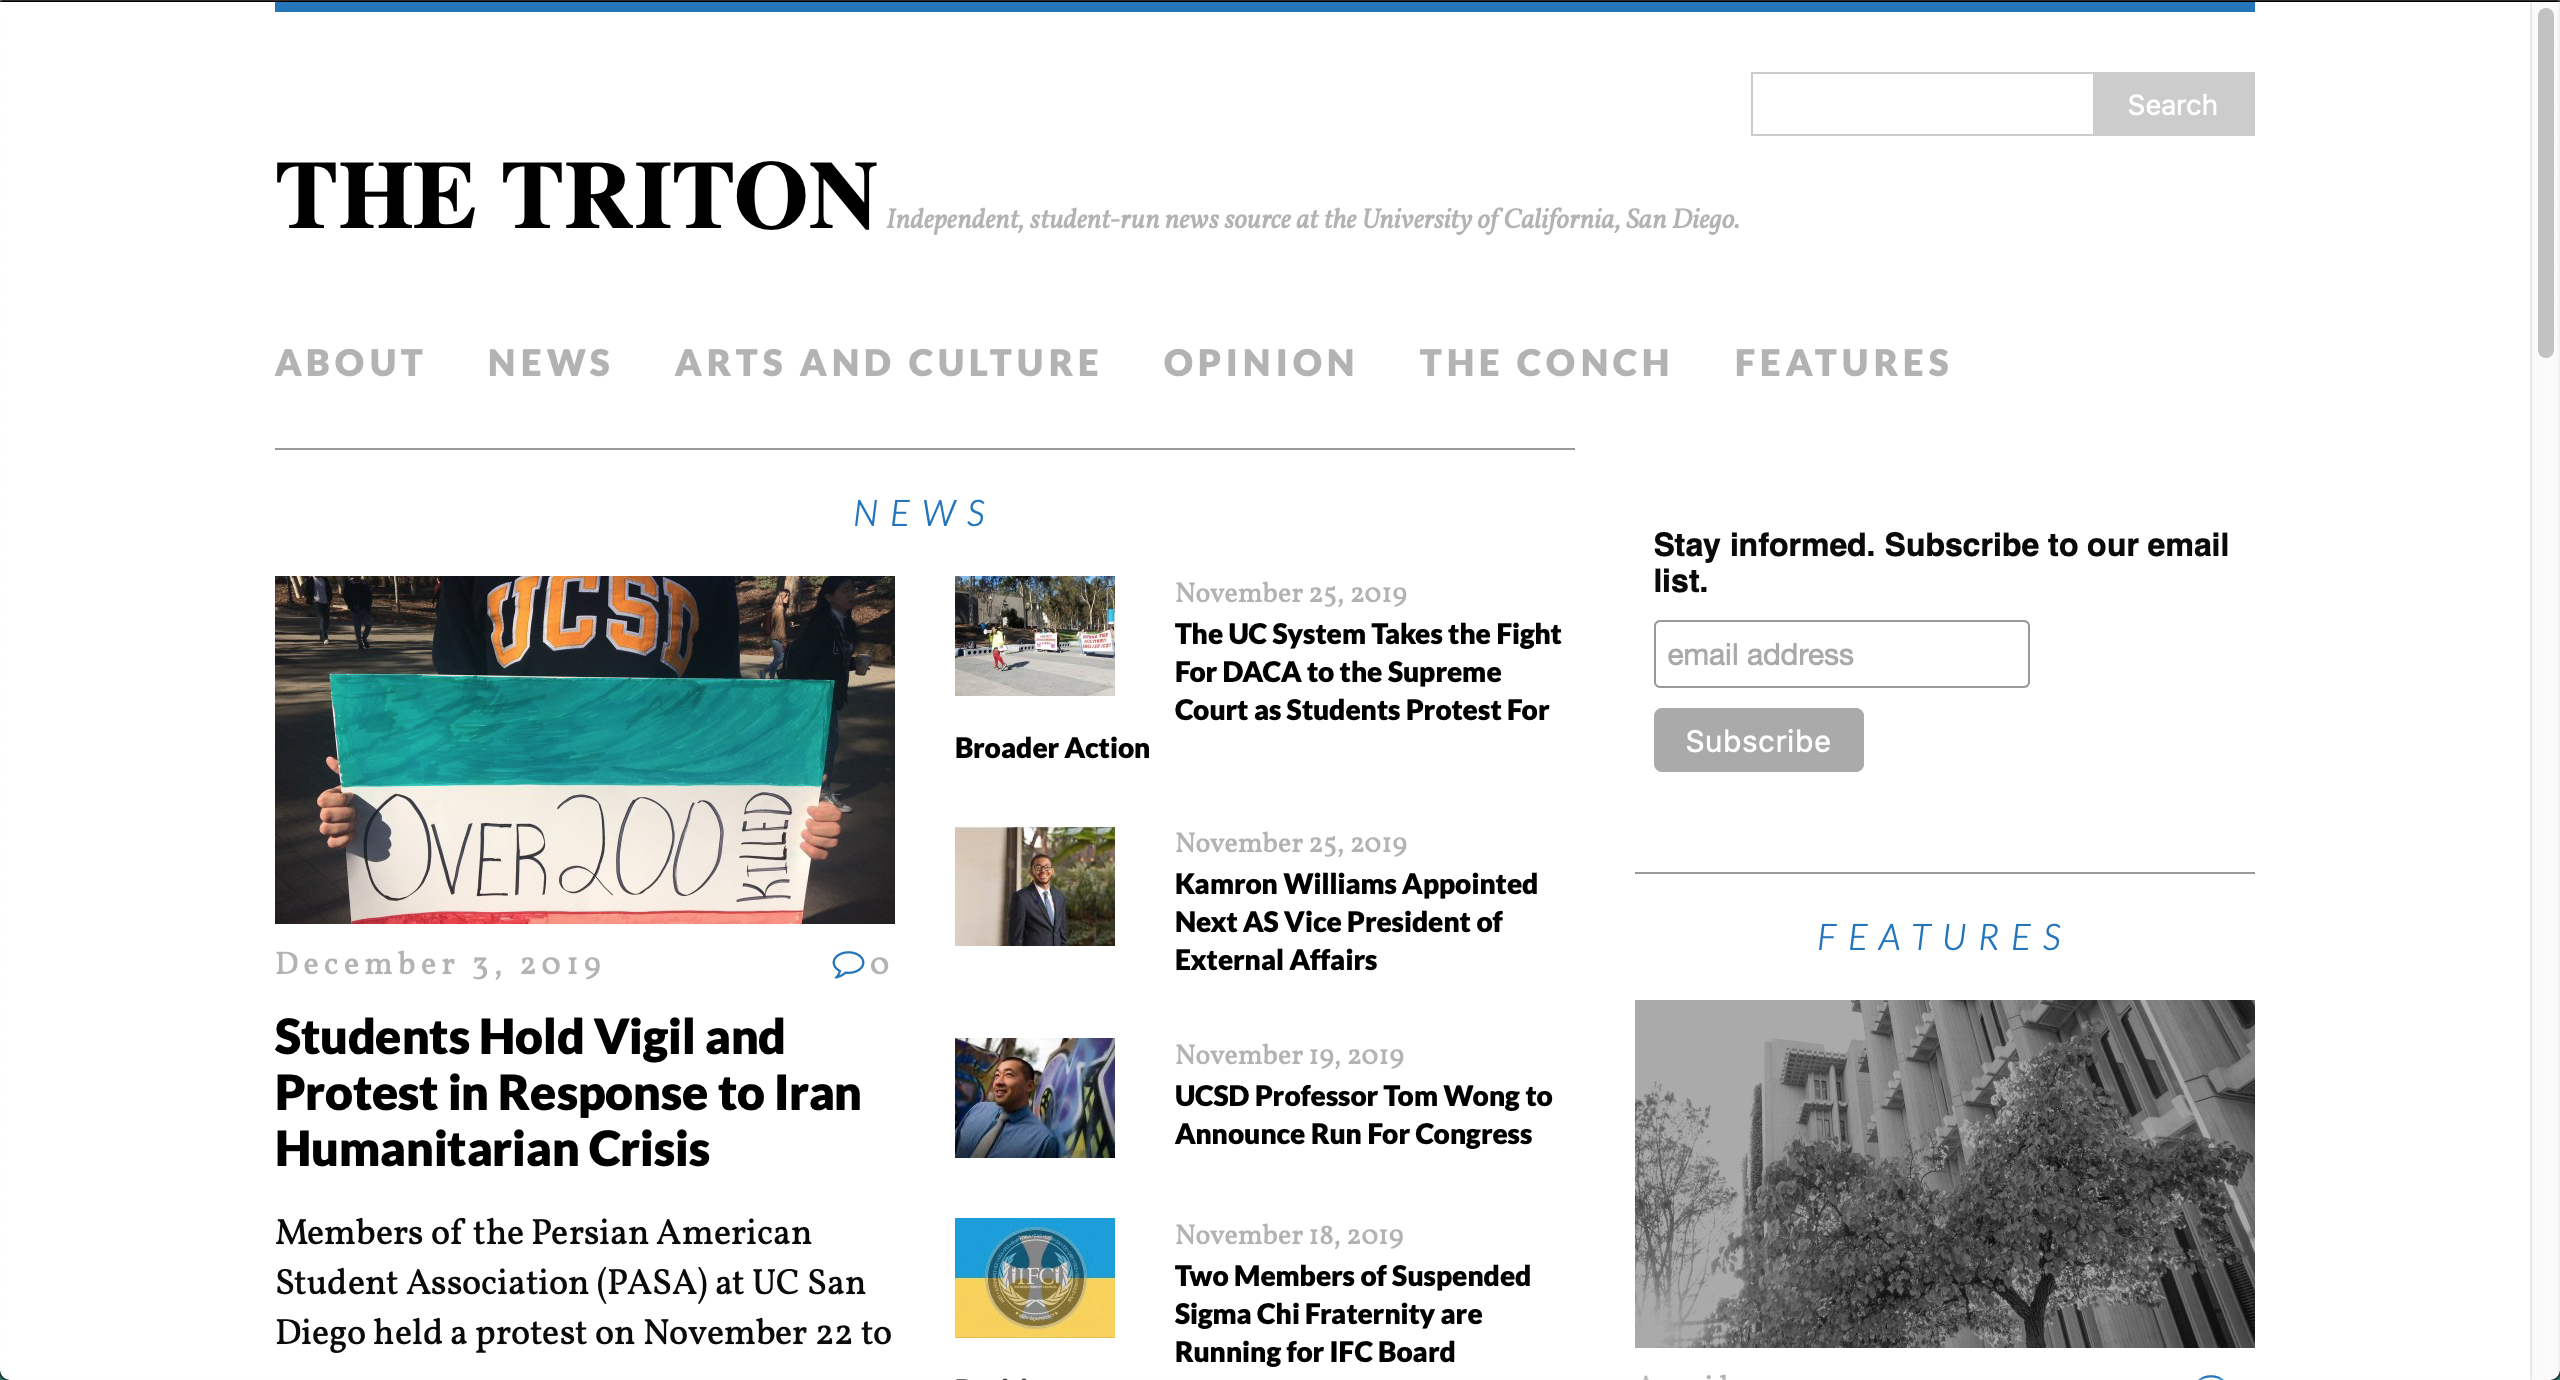 Search
THE TRITON
Independent, student-run news source at the University of California, San Diego.
ABOUT NEWS ARTS AND CULTURE OPINION THE CONCH FEATURES
NEWS
UCSD
OVER 200 KILLED
December 3, 2019 0
Students Hold Vigil and
Protest in Response to Iran
Humanitarian Crisis
Members of the Persian American
Student Association (PASA) at UC San
Diego held a protest on November 22 to
November 25, 2019
The UC System Takes the Fight
For DACA to the Supreme
Court as Students Protest For
Broader Action
November 25, 2019
Kamron Williams Appointed
Next AS Vice President of
External Affairs
November 19, 2019
UCSD Professor Tom Wong to
Announce Run For Congress
IFC
November 18, 2019
Two Members of Suspended
Sigma Chi Fraternity are
Running for IFC Board
Stay informed. Subscribe to our email
list.
email address
Subscribe
FEATURES